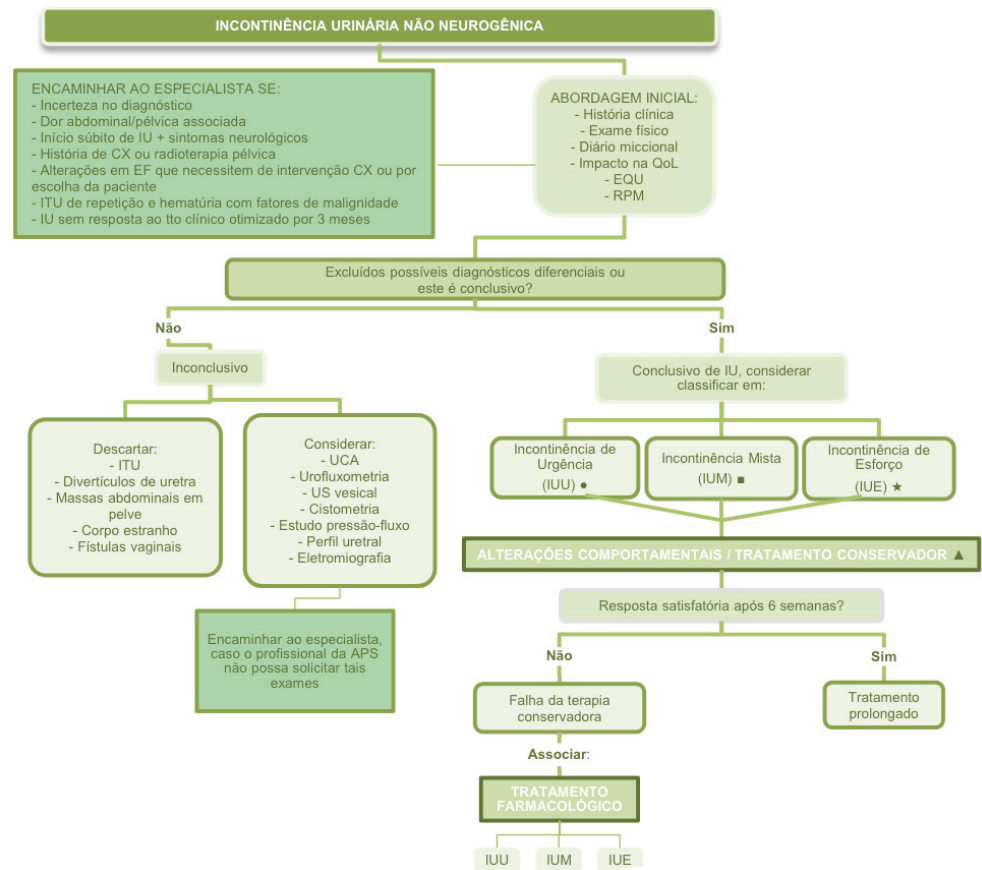 INCONTINÊNCIA URINÁRIA NÃO NEUROGÊNICA
ENCAMINHAR AO ESPECIALISTA SE:
- Incerteza no diagnóstico
- Dor abdominal/pélvica associada
- Início súbito de IU + sintomas neurológicos
- História de CX ou radioterapia pélvica
- Alterações em EF que necessitem de intervenção CX ou por
escolha da paciente
- ITU de repetição e hematúria com fatores de malignidade
- IU sem resposta ao tto clínico otimizado por 3 meses
ABORDAGEM INICIAL:
- História clínica
- Exame físico
- Diário miccional
- Impacto na QoL
- EQU
- RPM
Excluídos possíveis diagnósticos diferenciais ou
este é conclusivo?
Não
Sim
Inconclusivo
Conclusivo de IU, considerar
classificar em:
Descartar:
- ITU
- Divertículos de uretra
- Massas abdominais em
pelve
- Corpo estranho
- Fístulas vaginais
Considerar:
- UCA
- Urofluxometria
- US vesical
- Cistometria
- Estudo pressão-fluxo
- Perfil uretral
- Eletromiografia
Incontinência de
Urgência
(IUU) ●
Incontinência Mista
(IUM) ■
Incontinência de
Esforço
(IUE) ★
ALTERAÇÕES COMPORTAMENTAIS / TRATAMENTO CONSERVADOR ▲
Encaminhar ao especialista,
caso o profissional da APS
não possa solicitar tais
exames
Resposta satisfatória após 6 semanas?
Não
Sim
Falha da terapia
conservadora
Tratamento
prolongado
Associar:
TRATAMENTO
FARMACOLÓGICO
IUU
IUM
IUE